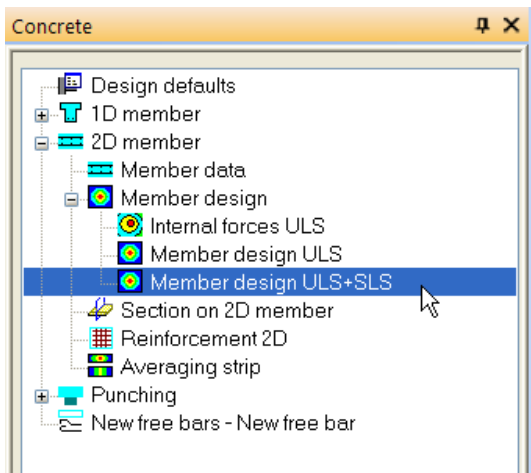 Concrete
Design defaults
1D member
2D member
Member data
Member design
Internal forces ULS
Member design ULS
Member design ULS+SLS
Section on 2D member
Reinforcement 2D
Averaging strip
Punching
New free bars - New free bar